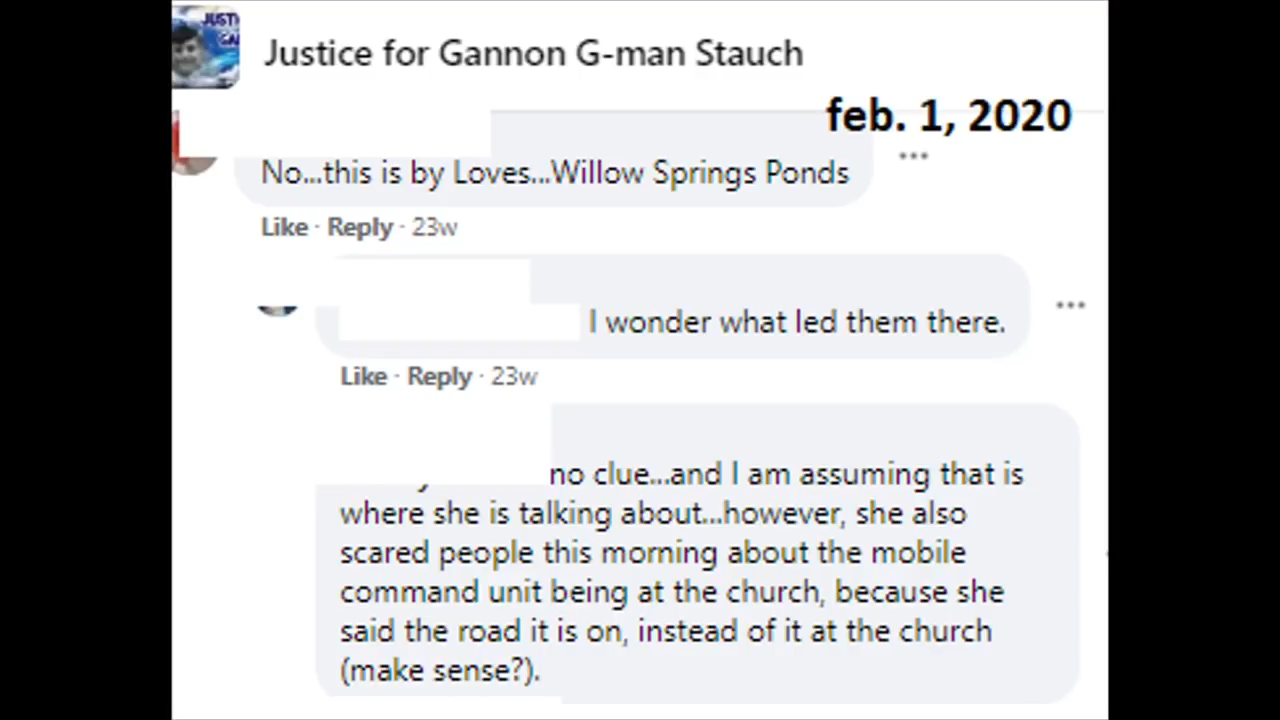 JUSTI
Justice for Gannon G-man Stauch
feb. 1, 2020
No...this is by Loves...Willow Springs Ponds
Like · Reply · 23w
I wonder what led them there.
Like · Reply · 23w
no clue...and I am assuming that is
where she is talking about...however, she also
scared people this morning about the mobile
command unit being at the church, because she
said the road it is on, instead of it at the church
(make sense?).